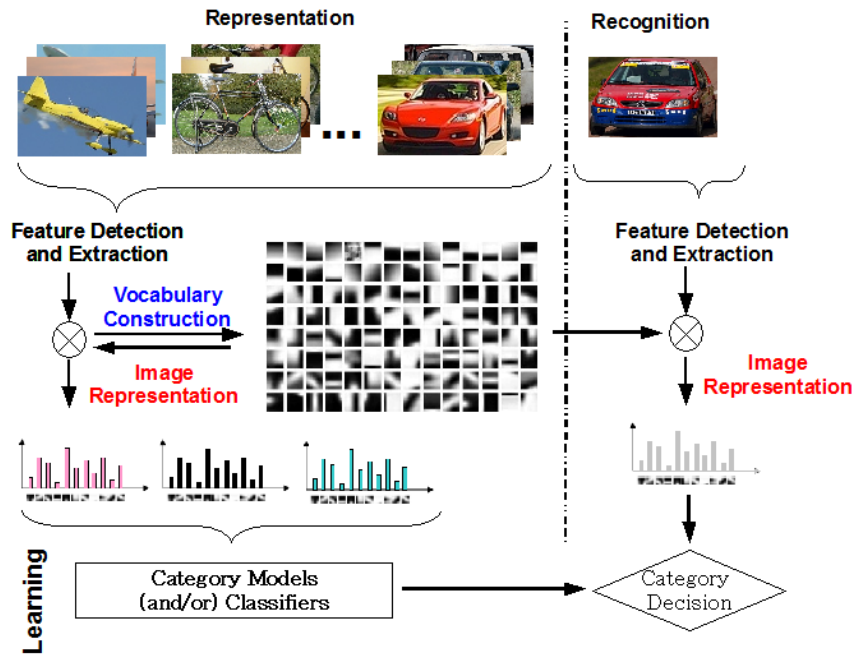 Representation
Recognition
...
Feature Detection
and Extraction
Feature Detection
and Extraction
Vocabulary
Construction
Image
Representation
Image
Representation
Learning
Category Models
(and/or) Classifiers
Category
Decision